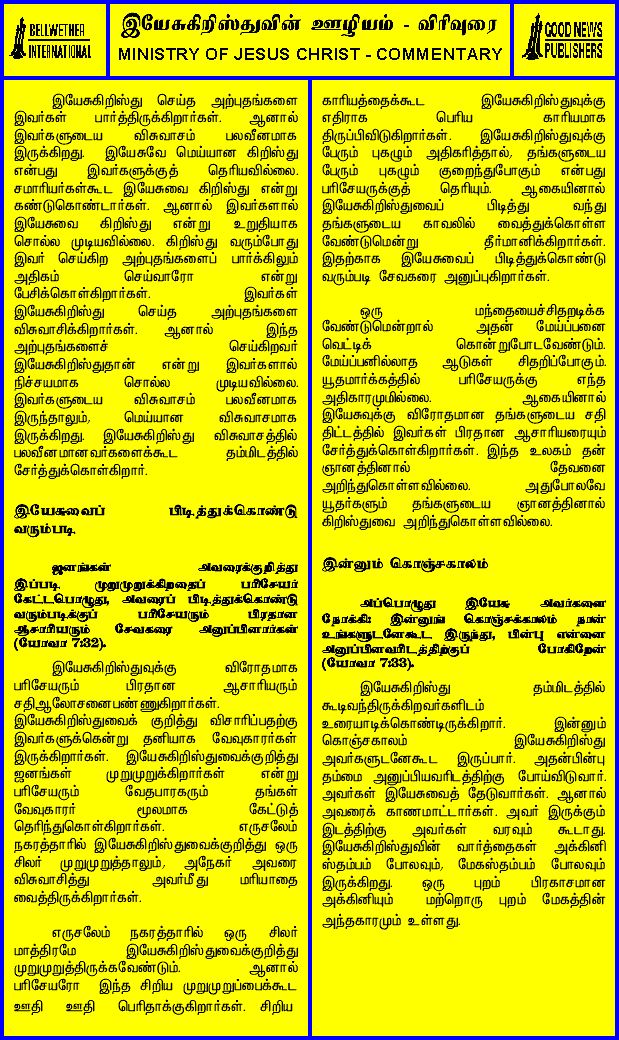 BELLWETHER
INTERNATIONAL
இயேசுகிறிஸ்துவின் ஊழியம் - விரிவுரை
MINISTRY OF JESUS CHRIST - COMMENTARY
GOOD NEWS
PUBLISHERS
இயேசுகிறிஸ்து செய்த அற்புதங்களை
இவர்கள் பார்த்திருக்கிறார்கள். ஆனால்
இவர்களுடைய விசுவாசம் பலவீனமாக
இருக்கிறது. இயேசுவே மெய்யான கிறிஸ்து
என்பது இவர்களுக்குத் தெரியவில்லை.
சமாரியர்கள்கூட இயேசுவை கிறிஸ்து என்று
கண்டுகொண்டார்கள். ஆனால் இவர்களால்
இயேசுவை கிறிஸ்து என்று உறுதியாக
சொல்ல முடியவில்லை. கிறிஸ்து வரும்போது
இவர் செய்கிற அற்புதங்களைப் பார்க்கிலும்
அதிகம் செய்வாரோ என்று
பேசிக்கொள்கிறார்கள். இவர்கள்
இயேசுகிறிஸ்து செய்த அற்புதங்களை
விசுவாசிக்கிறார்கள். ஆனால் இந்த
அற்புதங்களைச் செய்கிறவர்
இயேசுகிறிஸ்துதான் என்று இவர்களால்
நிச்சயமாக சொல்ல முடியவில்லை.
இவர்களுடைய விசுவாசம் பலவீனமாக
இருந்தாலும், மெய்யான விசுவாசமாக
இருக்கிறது. இயேசுகிறிஸ்து விசுவாசத்தில்
பலவீனமானவர்களைக்கூட தம்மிடத்தில்
சேர்த்துக்கொள்கிறார்.
இயேசுவைப் பிடித்துக்கொண்டு
வரும்படி
ஜனங்கள் அவரைக்குறித்து
இப்படி முறுமுறுக்கிறதைப் பரிசேயர்
கேட்டபொழுது, அவரைப் பிடித்துக்கொண்டு
வரும்படிக்குப் பரிசேயரும் பிரதான
ஆசாரியரும் சேவகரை அனுப்பினார்கள்
(யோவா 7:32).
இயேசுகிறிஸ்துவுக்கு விரோதமாக
பரிசேயரும் பிரதான ஆசாரியரும்
சதிஆலோசனைபண்ணுகிறார்கள்.
இயேசுகிறிஸ்துவைக் குறித்து விசாரிப்பதற்கு
இவர்களுக்கென்று தனியாக வேவுகாரர்கள்
இருக்கிறார்கள். இயேசுகிறிஸ்துவைக்குறித்து
ஜனங்கள் முறுமுறுக்கிறார்கள் என்று
பரிசேயரும் வேதபாரகரும் தங்கள்
வேவுகாரர் மூலமாக கேட்டுத்
தெரிந்துகொள்கிறார்கள். எருசலேம்
நகரத்தாரில் இயேசுகிறிஸ்துவைக்குறித்து ஒரு
சிலர் முறுமுறுத்தாலும், அநேகர் அவரை
விசுவாசித்து அவர்மீது மரியாதை
வைத்திருக்கிறார்கள்.
எருசலேம் நகரத்தாரில் ஒரு சிலர்
மாத்திரமே இயேசுகிறிஸ்துவைக்குறித்து
முறுமுறுத்திருக்கவேண்டும். ஆனால்
பரிசேயரோ இந்த சிறிய முறுமுறுப்பைக்கூட
ஊதி ஊதி பெரிதாக்குகிறார்கள். சிறிய
காரியத்தைக்கூட இயேசுகிறிஸ்துவுக்கு
எதிராக பெரிய காரியமாக
திருப்பிவிடுகிறார்கள். இயேசுகிறிஸ்துவுக்கு
பேரும் புகழும் அதிகரித்தால், தங்களுடைய
பேரும் புகழும் குறைந்துபோகும் என்பது
பரிசேயருக்குத் தெரியும். ஆகையினால்
இயேசுகிறிஸ்துவைப் பிடித்து வந்து
தங்களுடைய காவலில் வைத்துக்கொள்ள
வேண்டுமென்று தீர்மானிக்கிறார்கள்.
இதற்காக இயேசுவைப் பிடித்துக்கொண்டு
வரும்படி சேவகரை அனுப்புகிறார்கள்.
ஒரு மந்தையைச்சிதறடிக்க
வேண்டுமென்றால் அதன் மேய்ப்பனை
வெட்டிக் கொன்றுபோடவேண்டும்.
மேய்ப்பனில்லாத ஆடுகள் சிதறிப்போகும்.
யூதமார்க்கத்தில் பரிசேயருக்கு எந்த
அதிகாரமுமில்லை. ஆகையினால்
இயேசுவுக்கு விரோதமான தங்களுடைய சதி
திட்டத்தில் இவர்கள் பிரதான ஆசாரியரையும்
சேர்த்துக்கொள்கிறார்கள். இந்த உலகம் தன்
ஞானத்தினால் தேவனை
அறிந்துகொள்ளவில்லை. அதுபோலவே
யூதர்களும் தங்களுடைய ஞானத்தினால்
கிறிஸ்துவை அறிந்துகொள்ளவில்லை.
இன்னும் கொஞ்சகாலம்
அப்பொழுது இயேசு அவர்களை
நோக்கி: இன்னுங் கொஞ்சக்காலம் நான்
உங்களுடனேகூட இருந்து, பின்பு என்னை
அனுப்பினவரிடத்திற்குப் போகிறேன்
(யோவா 7:33).
இயேசுகிறிஸ்து தம்மிடத்தில்
கூடிவந்திருக்கிறவர்களிடம்
உரையாடிக்கொண்டிருக்கிறார். இன்னும்
கொஞ்சகாலம் இயேசுகிறிஸ்து
அவர்களுடனேகூட இருப்பார். அதன்பின்பு
தம்மை அனுப்பியவரிடத்திற்கு போய்விடுவார்.
அவர்கள் இயேசுவைத் தேடுவார்கள். ஆனால்
அவரைக் காணமாட்டார்கள். அவர் இருக்கும்
இடத்திற்கு அவர்கள் வரவும் கூடாது.
இயேசுகிறிஸ்துவின் வார்த்தைகள் அக்கினி
ஸ்தம்பம் போலவும், மேகஸ்தம்பம் போலவும்
இருக்கிறது. ஒரு புறம் பிரகாசமான
அக்கினியும் மற்றொரு புறம் மேகத்தின்
அந்தகாரமும் உள்ளது.